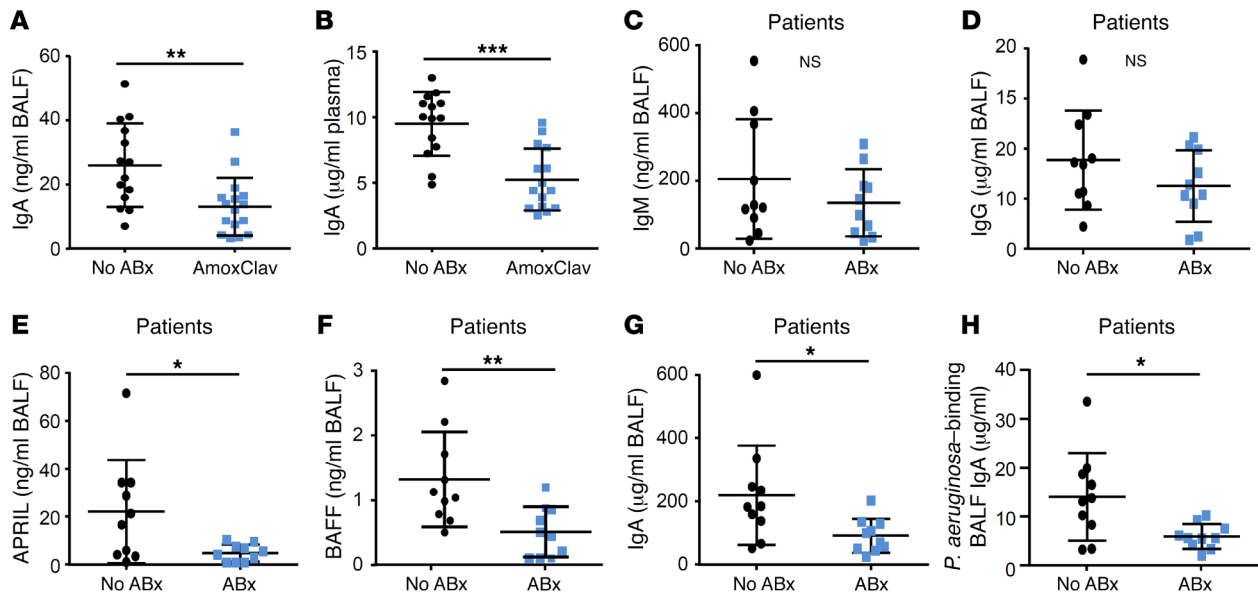 A
**
IgA (ng/ml BALF)
60
40
20
0
No ABx
AmoxClav
B
***
IgA (μg/ml plasma)
15
10
5
0
No ABx
AmoxClav
C
Patients
NS
IgM (ng/ml BALF)
600
400
200
0
No ABx
ABx
D
Patients
NS
IgG (μg/ml BALF)
20
15
20
10
0
No ABx
ABx
E
Patients
*
APRIL (ng/ml BALF)
80
60
40
20
0
No ABx
ABx
F
Patients
**
BAFF (ng/ml BALF)
3
2
1
0
No ABx
ABx
G
Patients
*
IgA (μg/ml BALF)
600
400
200
0
No ABx
ABx
H
Patients
*
P. aeruginosa–binding
BALF IgA (μg/ml)
40
30
20
10
0
No ABx
ABx